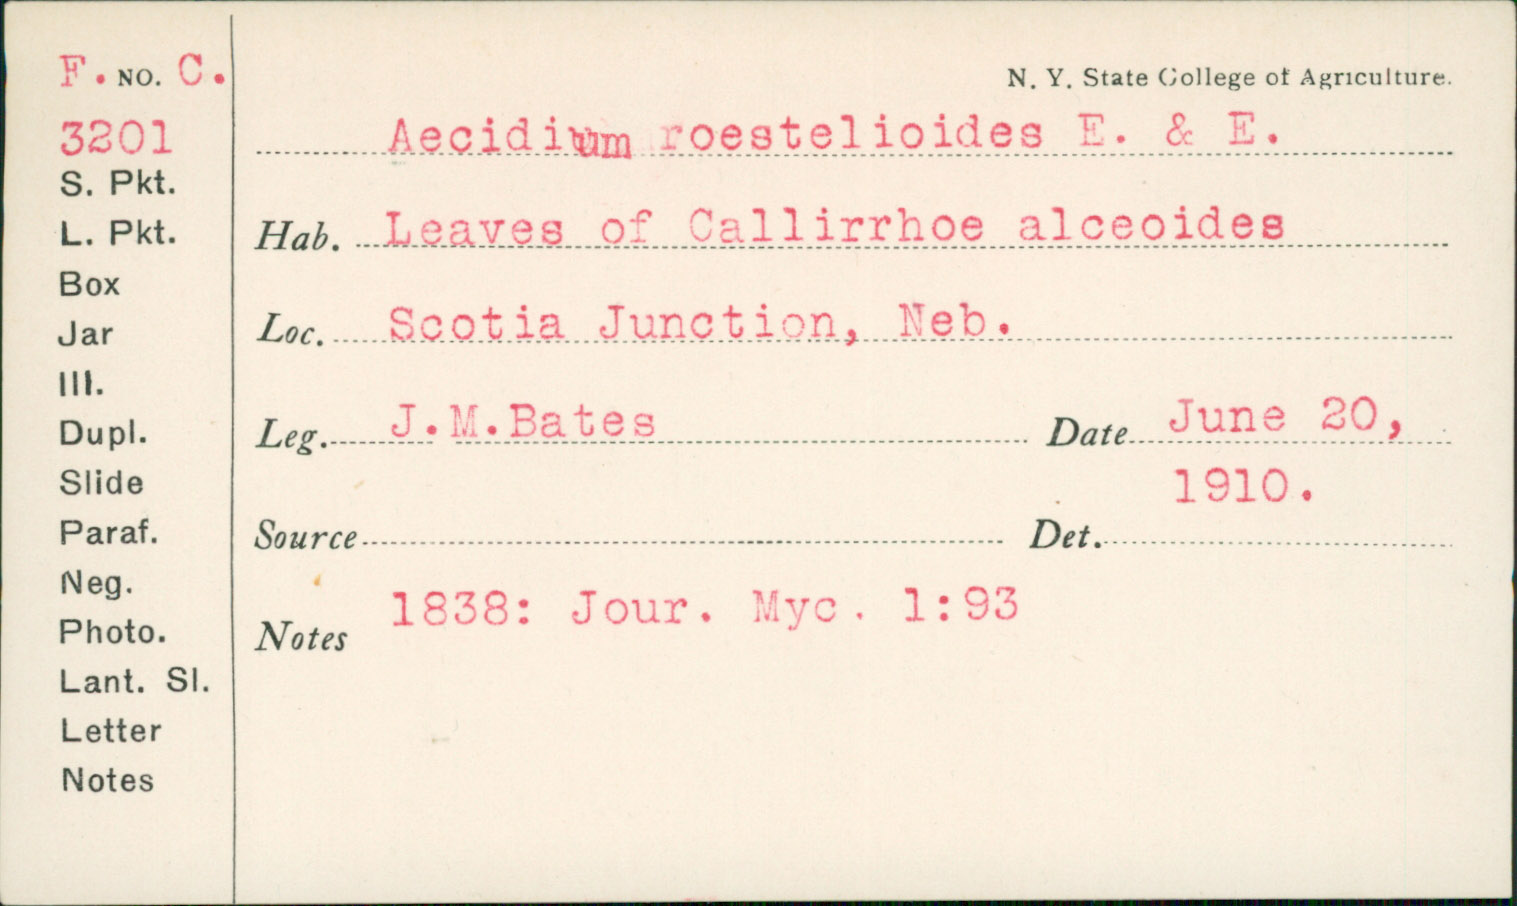 F. NO. C.
3201
S. Pkt.
L. Pkt.
Box
Jar
Ill.
Dupl.
Slide
Paraf.
Neg.
Photo.
Lant. Sl.
Letter
Notes
N. Y. State College of Agriculture.
Aecidium roestelioides E. & E.
Hab. Leaves of Callirrhoe alceoides
Loc. Scotia Junction, Neb.
Leg. J.M.Bates Date June 20,
1910.
Source Det.
Notes 1838: Jour. Myc. 1:93